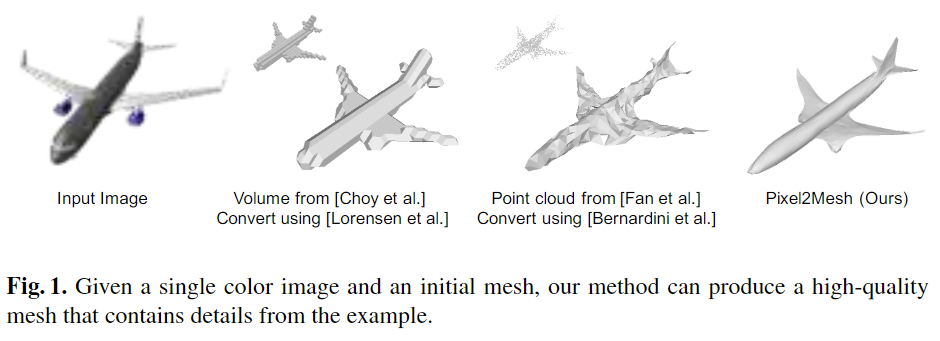 Input Image
Volume from [Choy et al.]
Convert using [Lorensen et al.]
Point cloud from [Fan et al.]
Convert using [Bernardini et al.]
Pixel2Mesh (Ours)
Fig. 1. Given a single color image and an initial mesh, our method can produce a high-quality
mesh that contains details from the example.